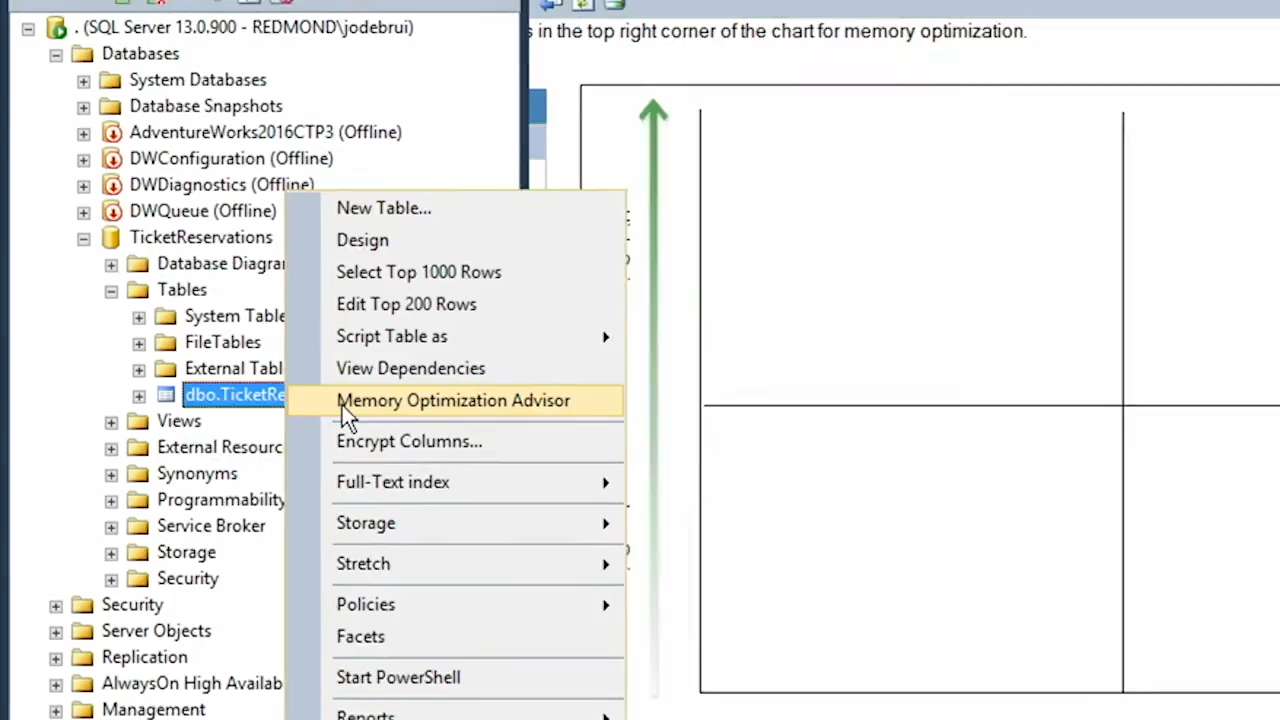 . (SQL Server 13.0.900 - REDMOND\jodebrui)
Databases
System Databases
Database Snapshots
AdventureWorks2016CTP3 (Offline)
DWConfiguration (Offline)
DWDiagnostics (Offline)
DWQueue (Offline)
TicketReservations
Database Diagra
Tables
System Table
FileTables
External Tabl
dbo.TicketRe
Views
External Resourc
Synonyms
Programmability
Service Broker
Storage
Security
Security
Server Objects
Replication
AlwaysOn High Availab
Management
New Table...
Design
Select Top 1000 Rows
Edit Top 200 Rows
Script Table as
View Dependencies
Memory Optimization Advisor
Encrypt Columns...
Full-Text index
Storage
Stretch
Policies
Facets
Start PowerShell
Reports
s in the top right corner of the chart for memory optimization.